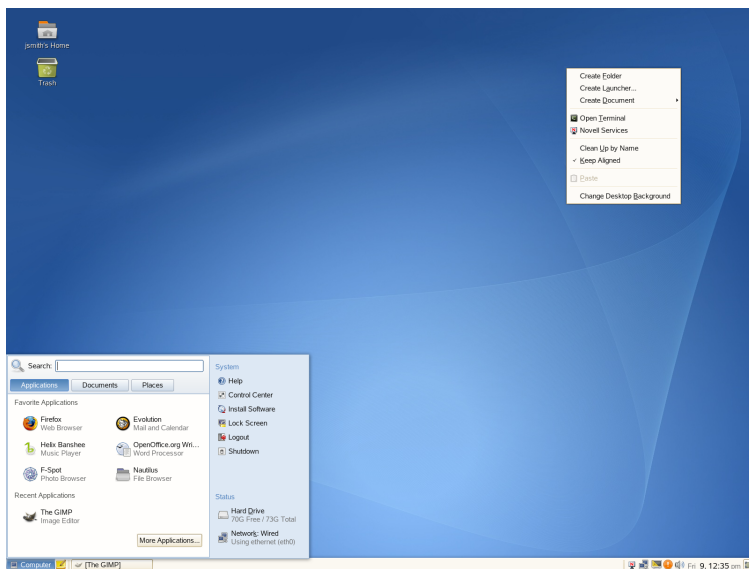 jsmith's Home
Trash
Create Folder
Create Launcher...
Create Document
Open Terminal
Novell Services
Clean Up by Name
Keep Aligned
Paste
Change Desktop Background
Search:
Applications Documents Places
Favorite Applications
Firefox
Web Browser
Evolution
Mail and Calendar
Helix Banshee
Music Player
OpenOffice.org Wri...
Word Processor
F-Spot
Photo Browser
Nautilus
File Browser
Recent Applications
The GIMP
Image Editor
More Applications...
System
Help
Control Center
Install Software
Lock Screen
Logout
Shutdown
Status
Hard Drive
70G Free / 73G Total
Network: Wired
Using ethernet (eth0)
Computer
[The GIMP]
Fri 9, 12:35 pm